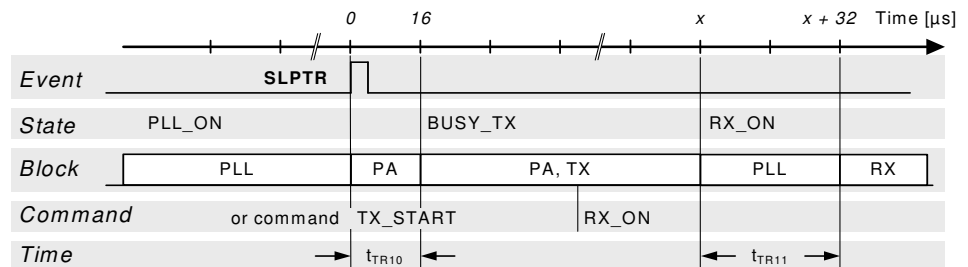 0 16 x x + 32 Time [µs]
Event SLPTR
State PLL_ON BUSY_TX RX_ON
Block PLL PA PA, TX PLL RX
Command or command TX_START RX_ON
Time tTR10 tTR11